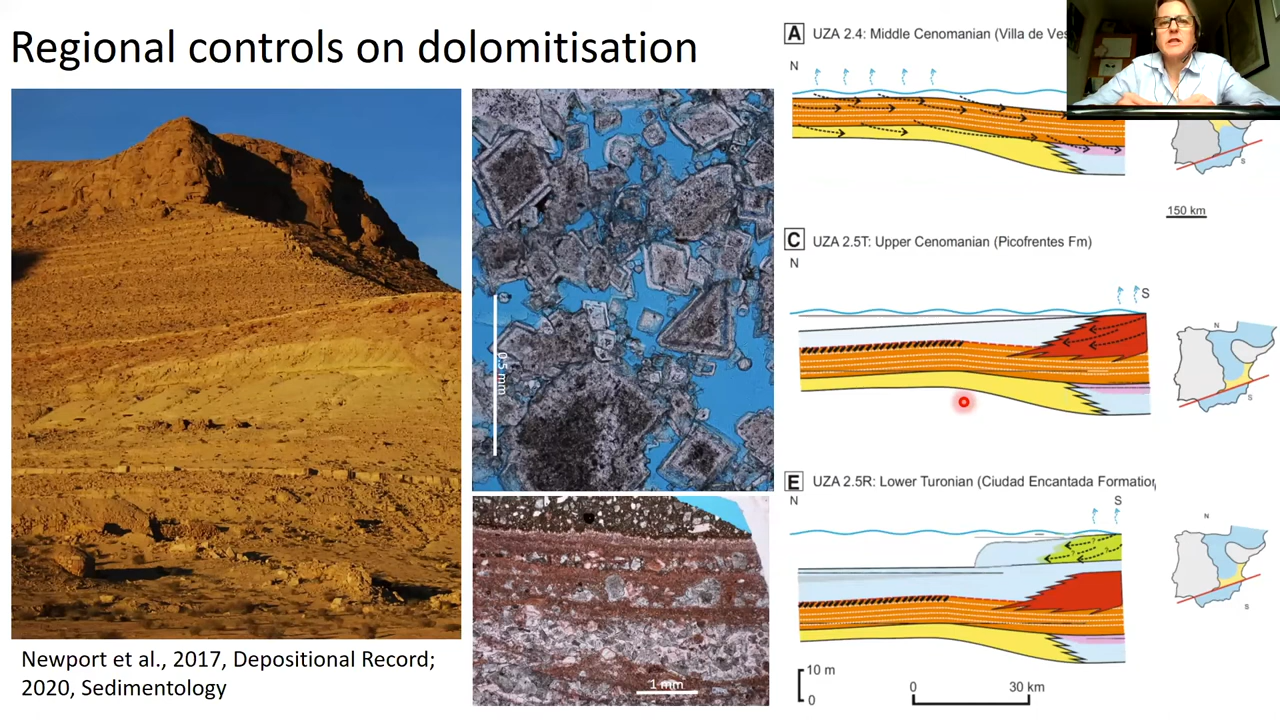 Regional controls on dolomitisation
Newport et al., 2017, Depositional Record;
2020, Sedimentology
0.5 mm
1 mm
A UZA 2.4: Middle Cenomanian (Villa de Ves
N
S
150 km
C UZA 2.5T: Upper Cenomanian (Picofrentes Fm)
N
S
N
S
E UZA 2.5R: Lower Turonian (Ciudad Encantada Formation
N
S
N
S
10 m
0
0 30 km